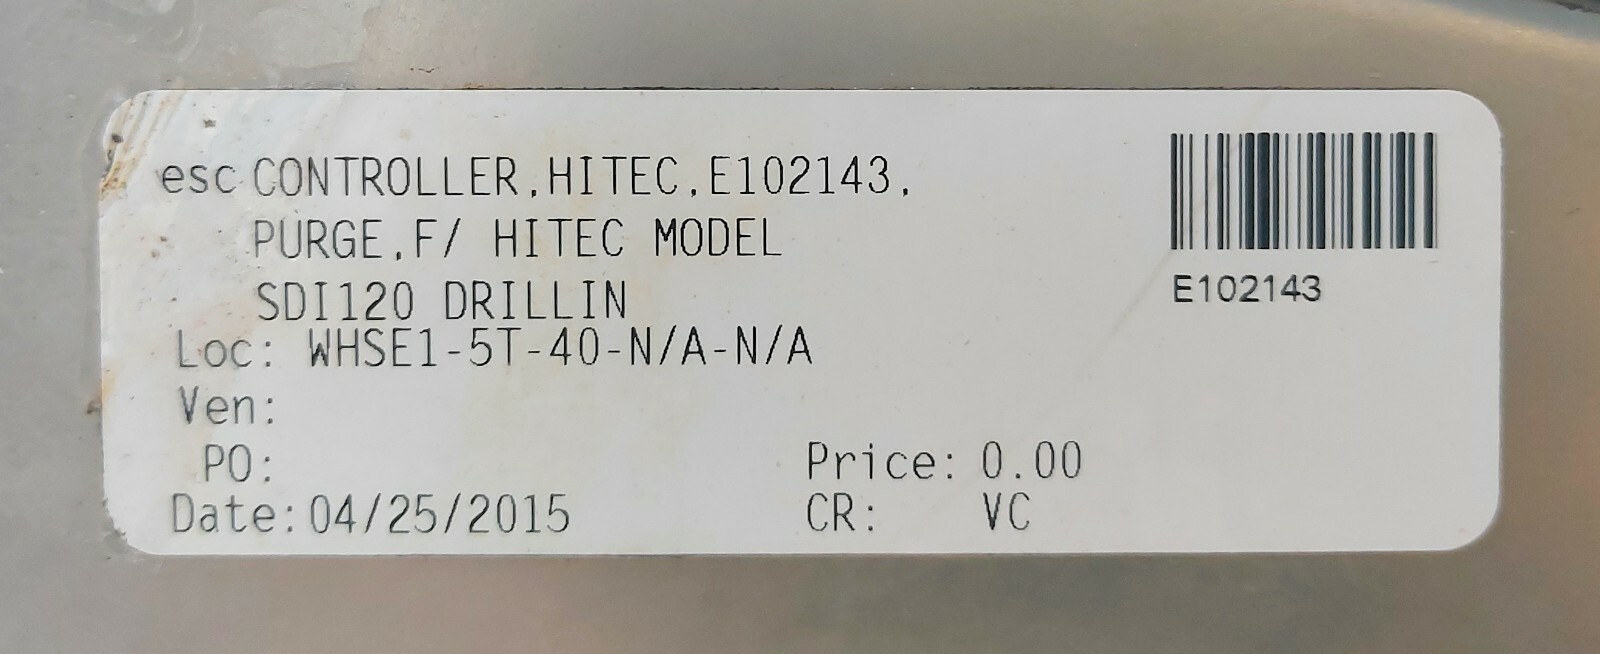 esc CONTROLLER,HITEC,E102143,
PURGE,F/ HITEC MODEL
SDI120 DRILLIN
E102143
Loc: WHSE1-5T-40-N/A-N/A
Ven:
PO:
Price: 0.00
Date: 04/25/2015
CR: VC